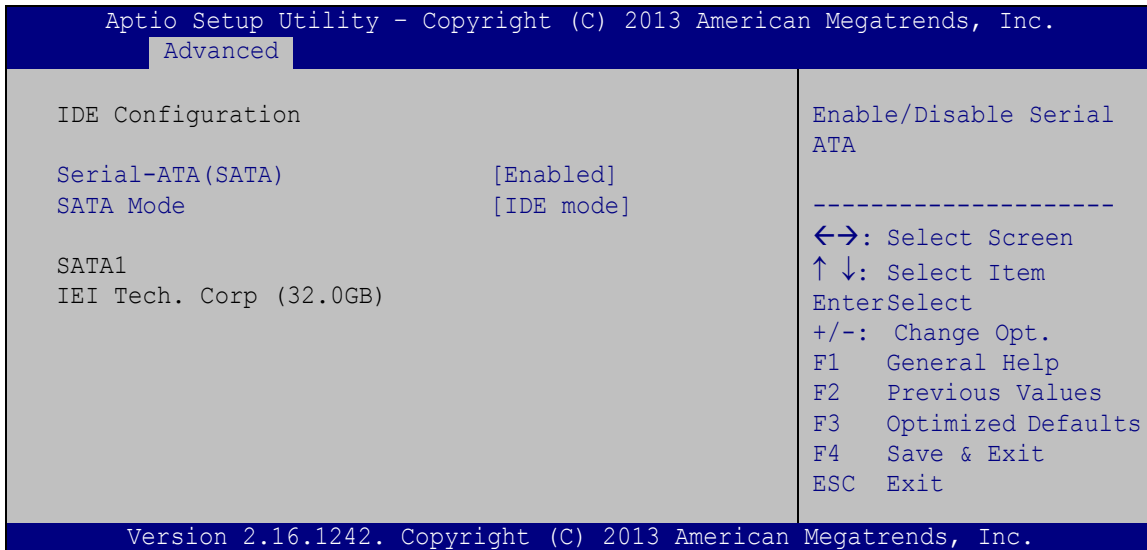 Aptio Setup Utility – Copyright (C) 2013 American Megatrends, Inc.
Advanced
IDE Configuration
Serial-ATA(SATA) [Enabled]
SATA Mode [IDE mode]
SATA1
IEI Tech. Corp (32.0GB)
Enable/Disable Serial
ATA
---------------------
←→: Select Screen
↑ ↓: Select Item
EnterSelect
+/-: Change Opt.
F1 General Help
F2 Previous Values
F3 Optimized Defaults
F4 Save & Exit
ESC Exit
Version 2.16.1242. Copyright (C) 2013 American Megatrends, Inc.